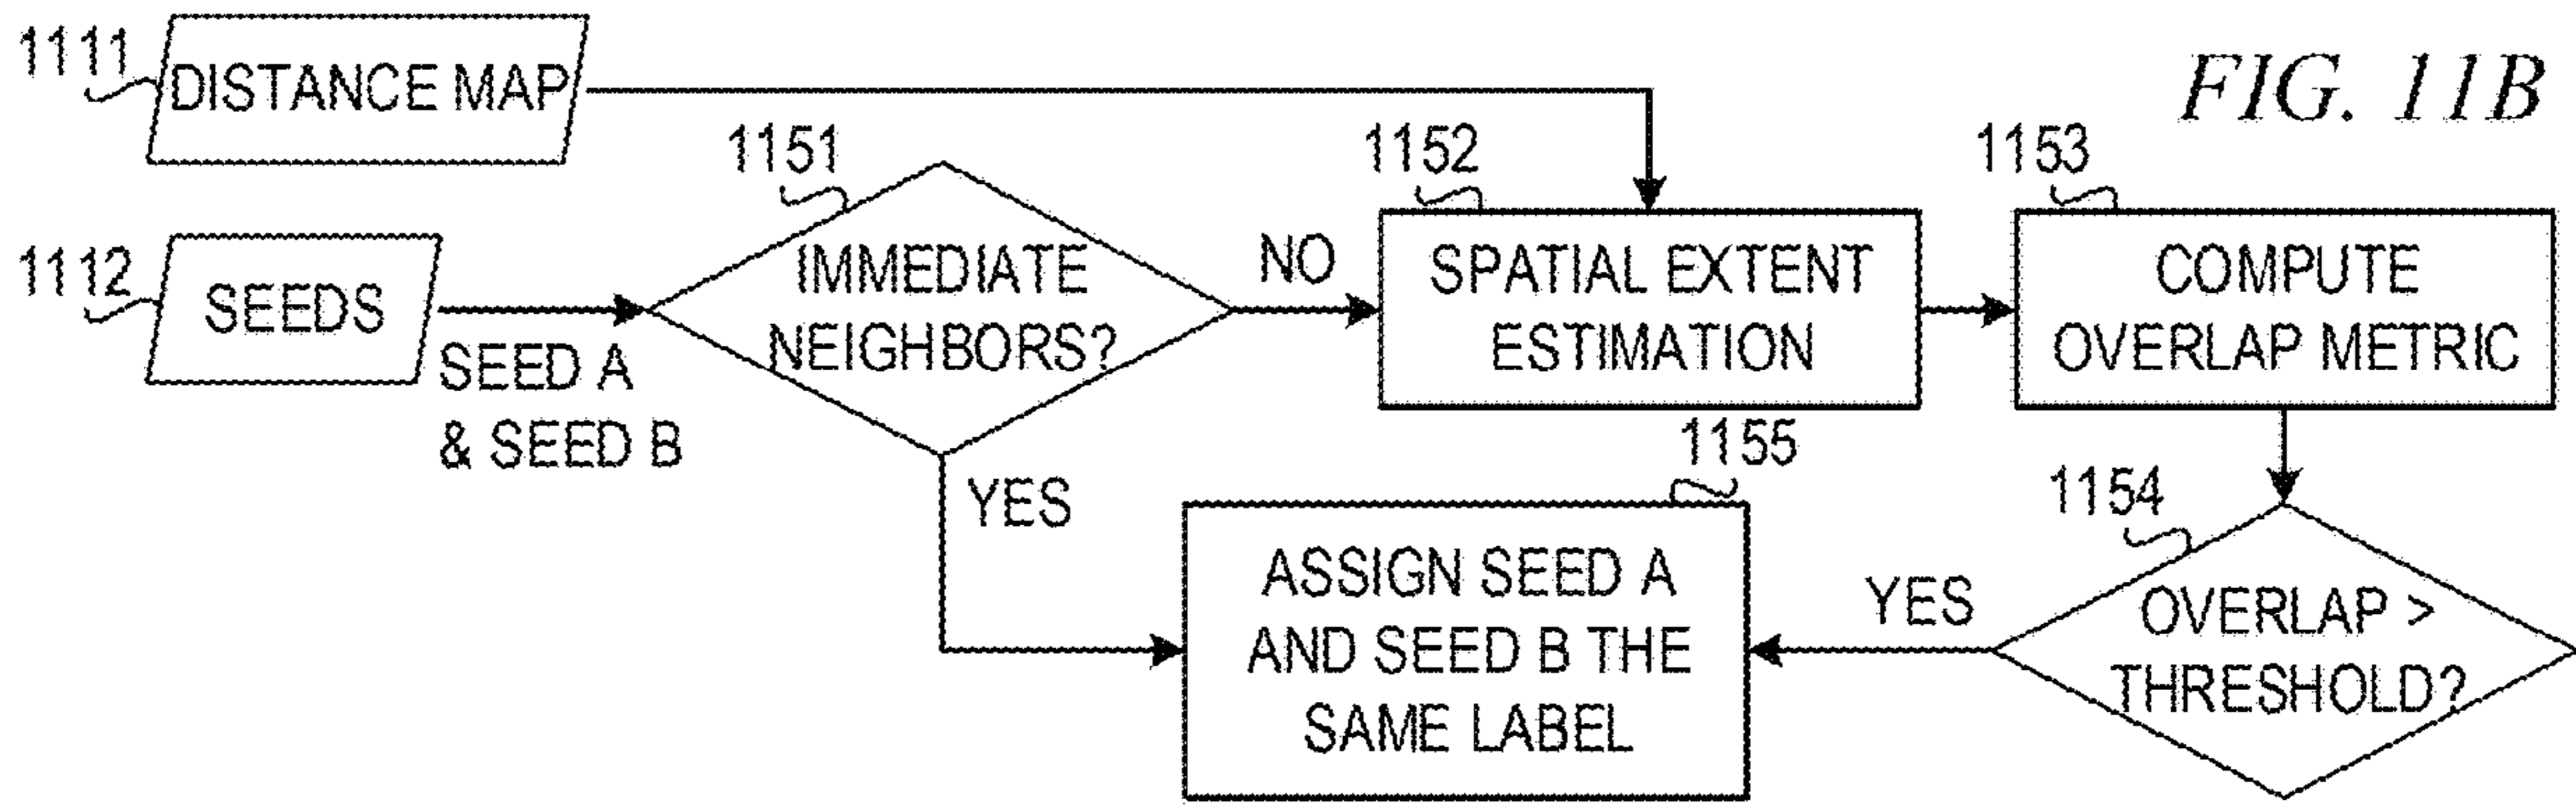 1111
DISTANCE MAP
FIG. 11B
1112
SEEDS
SEED A
& SEED B
1151
IMMEDIATE
NEIGHBORS?
NO
YES
1152
SPATIAL EXTENT
ESTIMATION
1153
COMPUTE
OVERLAP METRIC
1154
OVERLAP >
THRESHOLD?
YES
1155
ASSIGN SEED A
AND SEED B THE
SAME LABEL